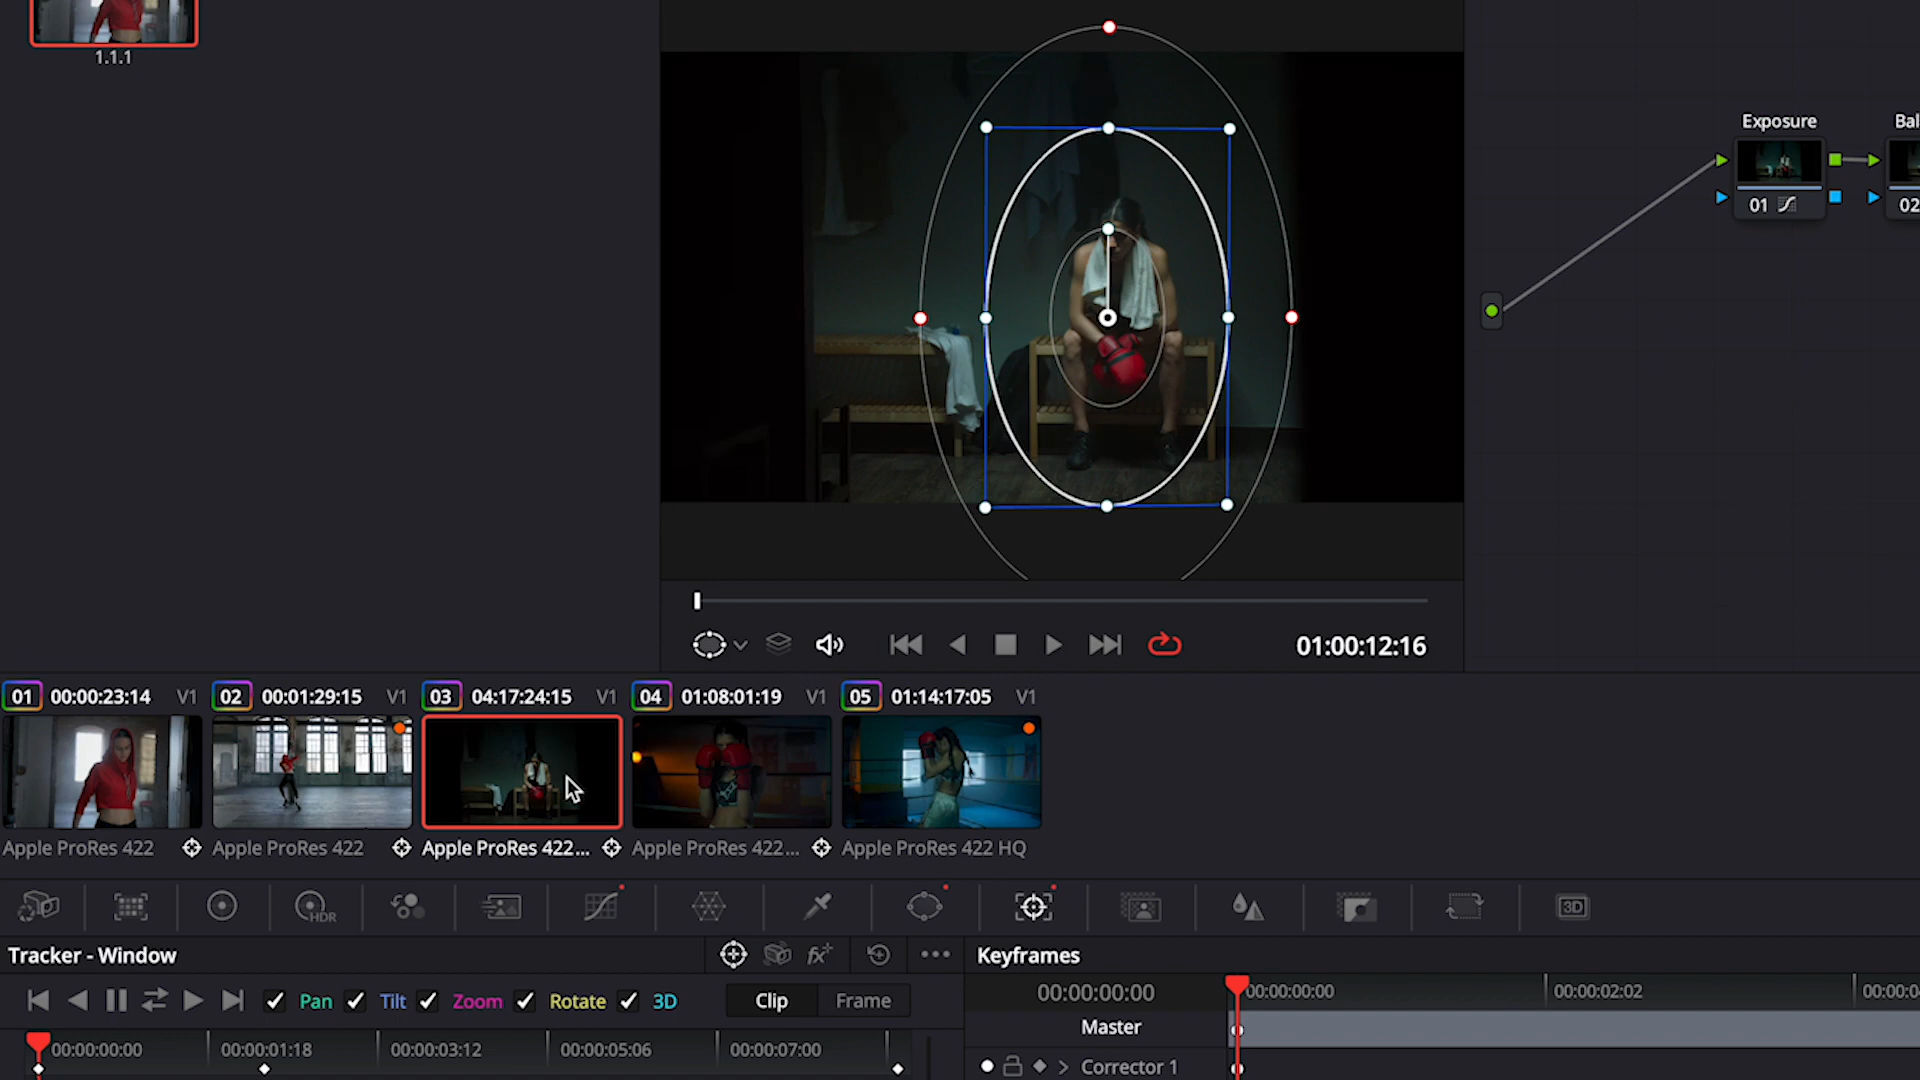 1.1.1
Exposure
Bal
01
02
01:00:12:16
01 00:00:23:14 V1
02 00:01:29:15 V1
03 04:17:24:15 V1
04 01:08:01:19 V1
05 01:14:17:05 V1
Apple ProRes 422
Apple ProRes 422
Apple ProRes 422...
Apple ProRes 422...
Apple ProRes 422 HQ
HDR
3D
Tracker - Window
fx
Keyframes
Pan
Tilt
Zoom
Rotate
3D
Clip
Frame
00:00:00:00
00:00:00:00
00:00:02:02
00:00:0
Master
00:00:00:00
00:00:01:18
00:00:03:12
00:00:05:06
00:00:07:00
Corrector 1